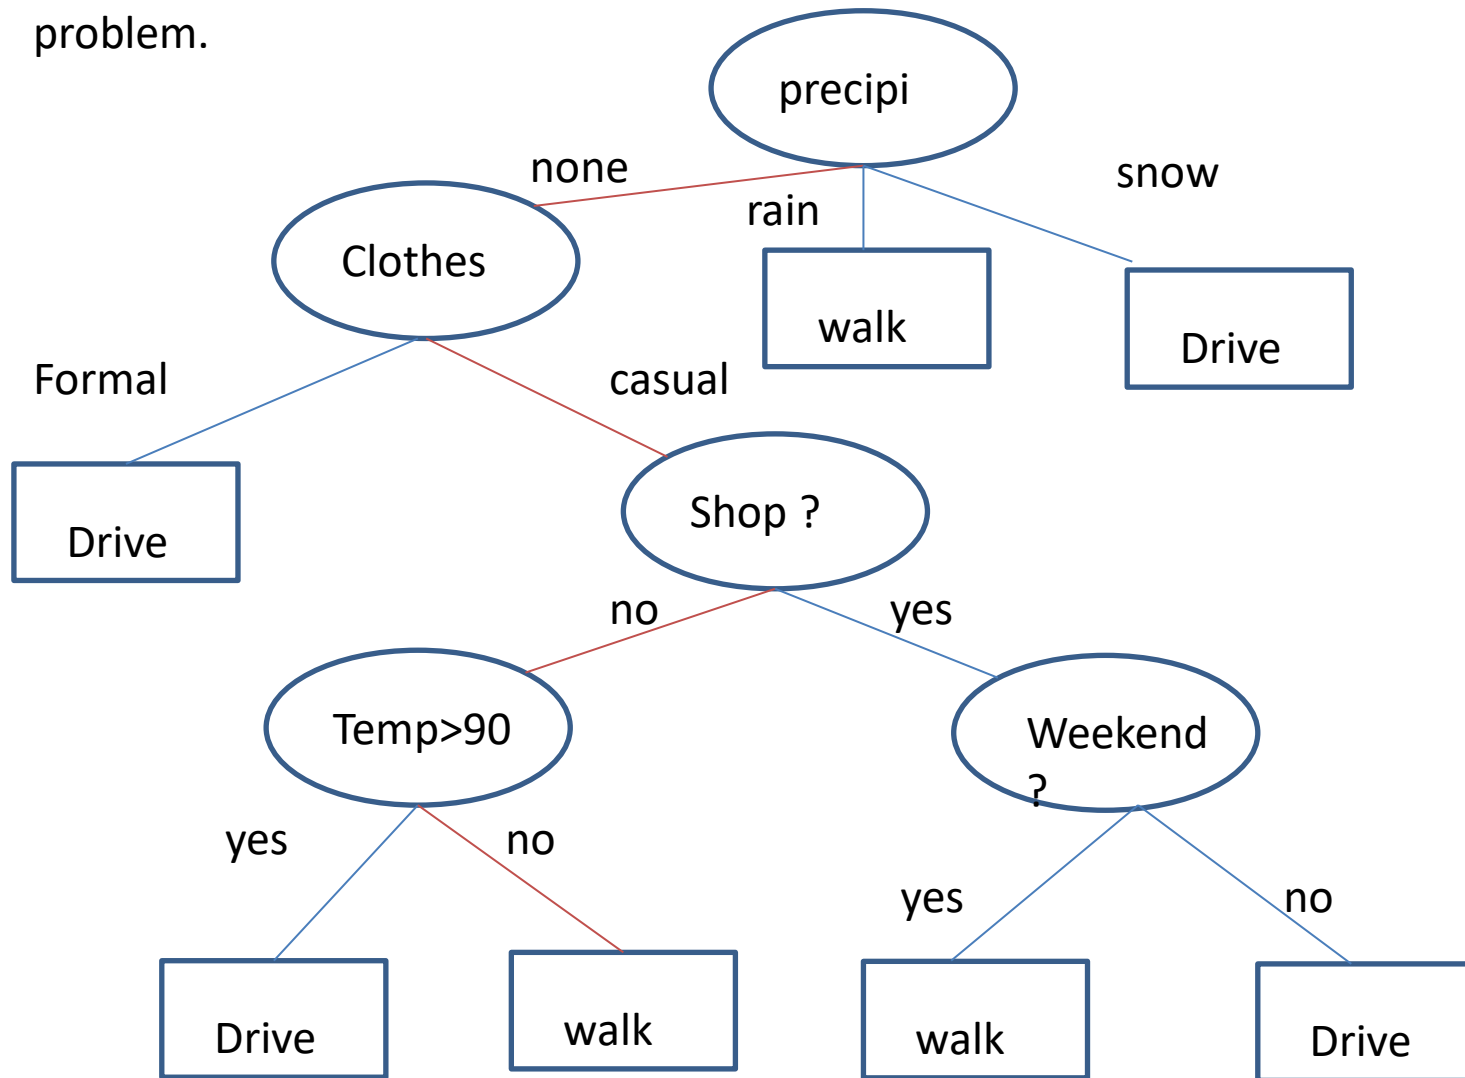 problem.
precipi
none
rain
snow
Clothes
walk
Drive
Formal
casual
Drive
Shop ?
no
yes
Temp>90
Weekend
?
yes
no
yes
no
Drive
walk
walk
Drive